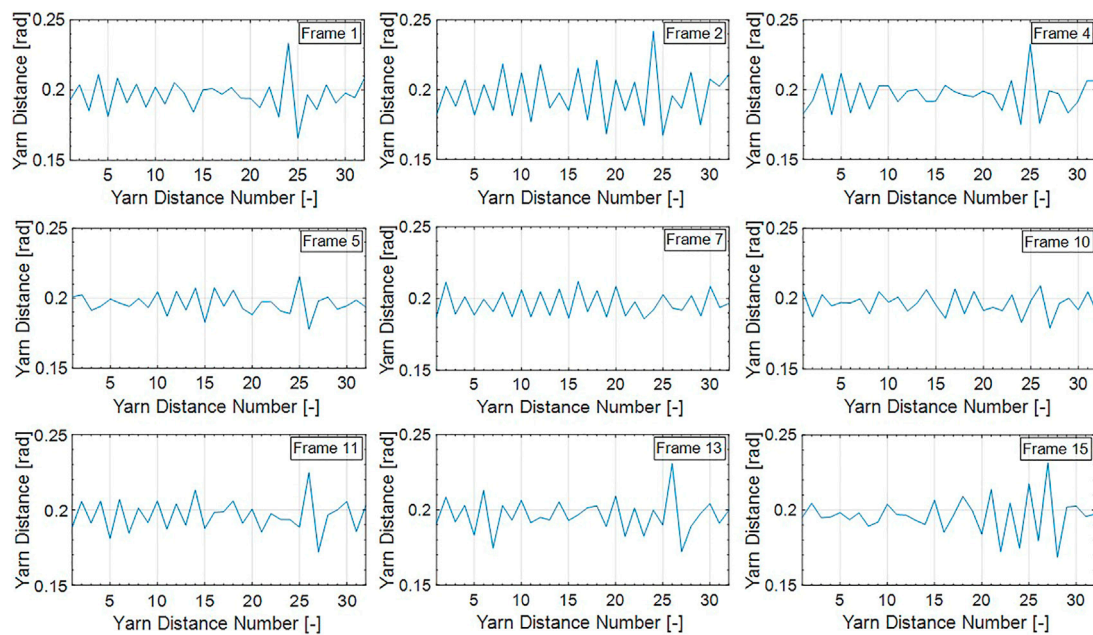 Frame 1
0.25
0.2
0.15
Yarn Distance [rad]
5 10 15 20 25 30
Yarn Distance Number [-]
Frame 2
0.25
0.2
0.15
Yarn Distance [rad]
5 10 15 20 25 30
Yarn Distance Number [-]
Frame 4
0.25
0.2
0.15
Yarn Distance [rad]
5 10 15 20 25 30
Yarn Distance Number [-]
Frame 5
0.25
0.2
0.15
Yarn Distance [rad]
5 10 15 20 25 30
Yarn Distance Number [-]
Frame 7
0.25
0.2
0.15
Yarn Distance [rad]
5 10 15 20 25 30
Yarn Distance Number [-]
Frame 10
0.25
0.2
0.15
Yarn Distance [rad]
5 10 15 20 25 30
Yarn Distance Number [-]
Frame 11
0.25
0.2
0.15
Yarn Distance [rad]
5 10 15 20 25 30
Yarn Distance Number [-]
Frame 13
0.25
0.2
0.15
Yarn Distance [rad]
5 10 15 20 25 30
Yarn Distance Number [-]
Frame 15
0.25
0.2
0.15
Yarn Distance [rad]
5 10 15 20 25 30
Yarn Distance Number [-]